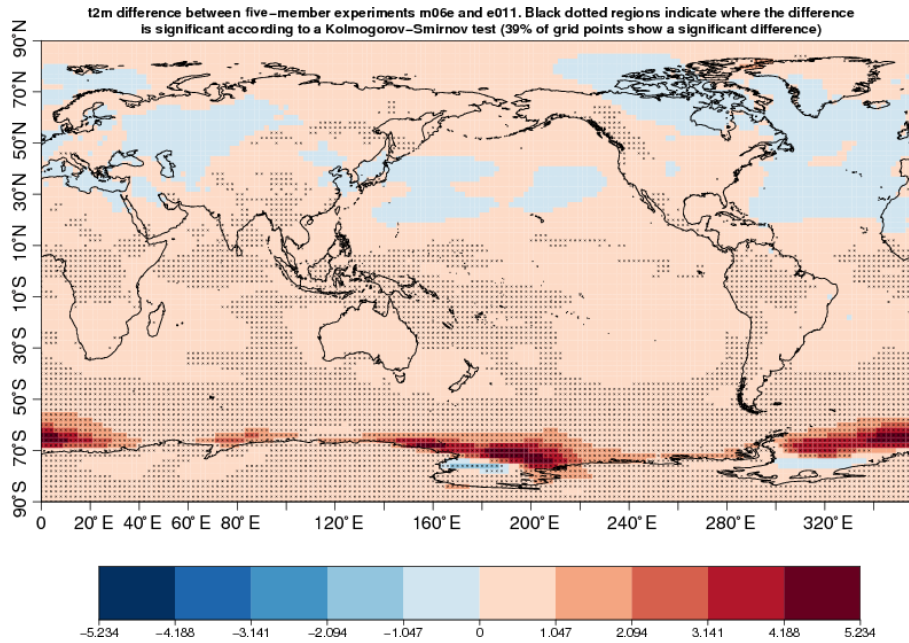 t2m difference between five−member experiments m06e and e011. Black dotted regions indicate where the difference
is significant according to a Kolmogorov−Smirnov test (39% of grid points show a significant difference)
90°N
70°N
50°N
30°N
10°N
10°S
30°S
50°S
70°S
90°S
0 20°E 40°E 60°E 80°E 120°E 160°E 200°E 240°E 280°E 320°E
−5.234 −4.188 −3.141 −2.094 −1.047 0 1.047 2.094 3.141 4.188 5.234